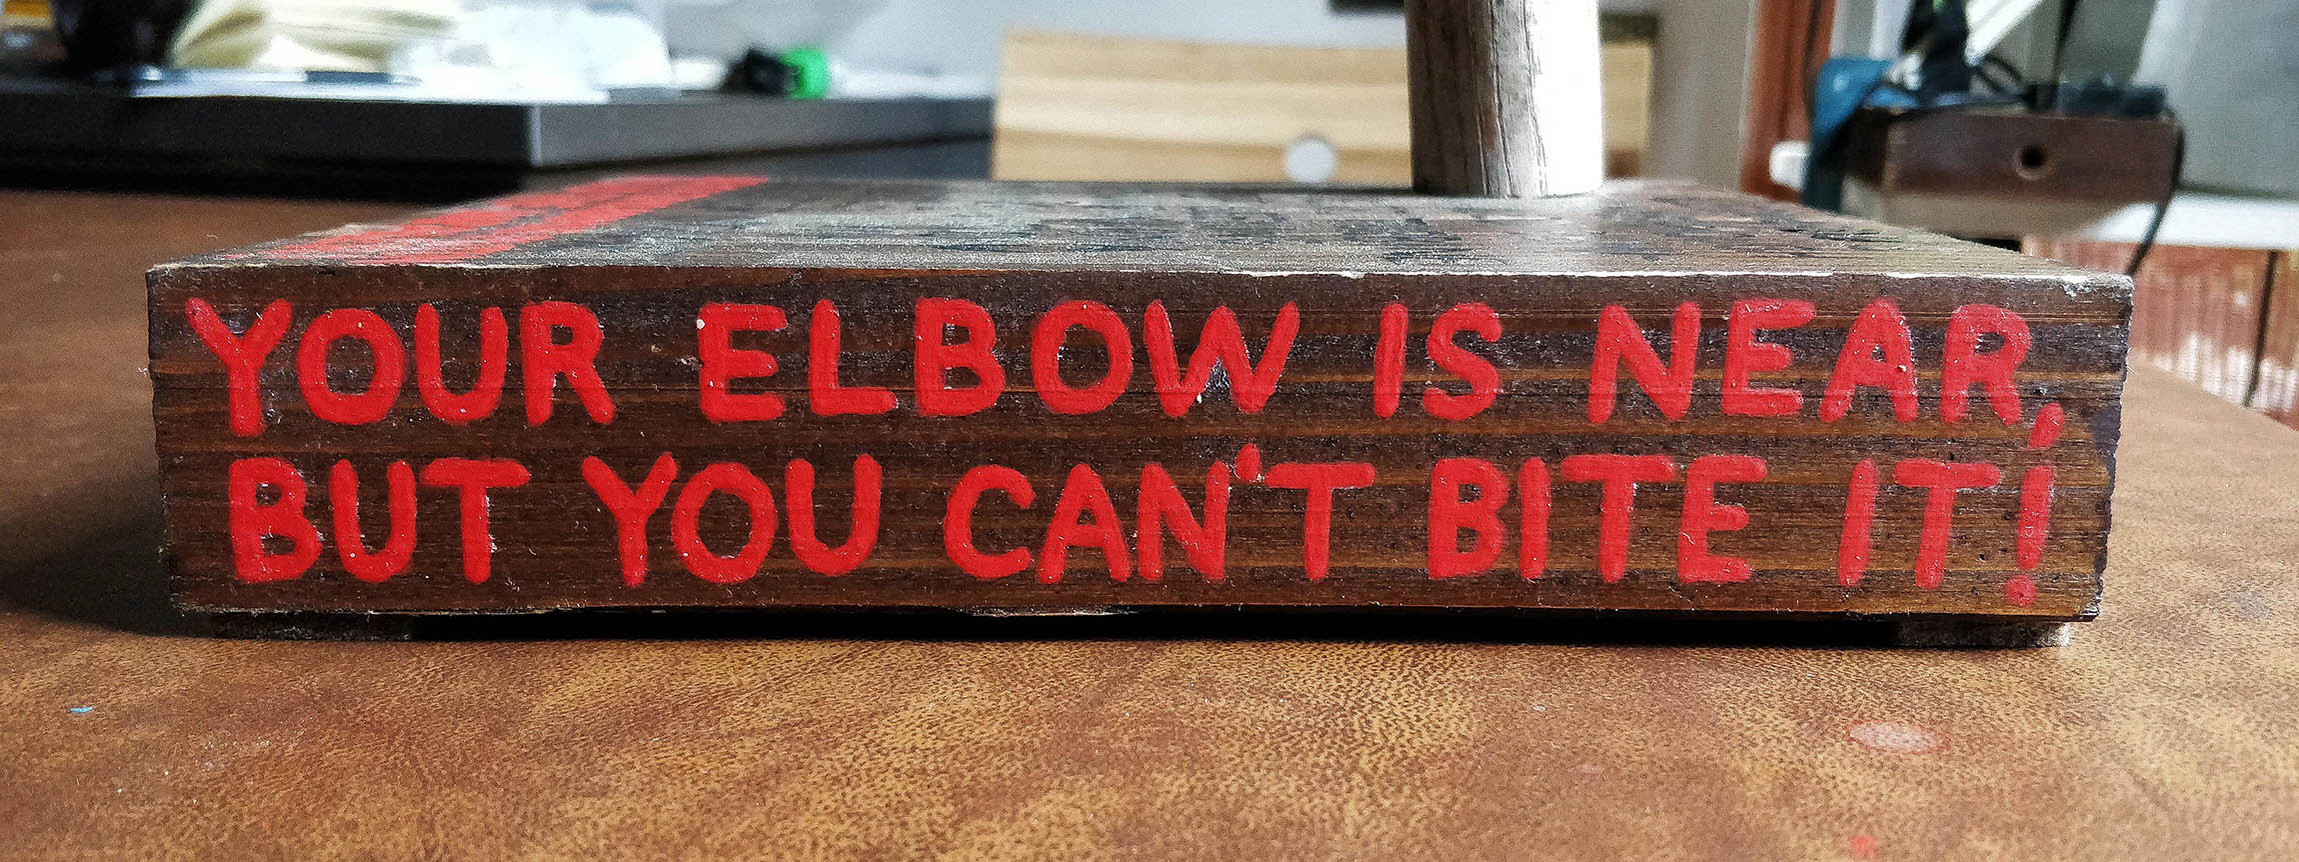 YOUR ELBOW IS NEAR,
BUT YOU CAN'T BITE IT!